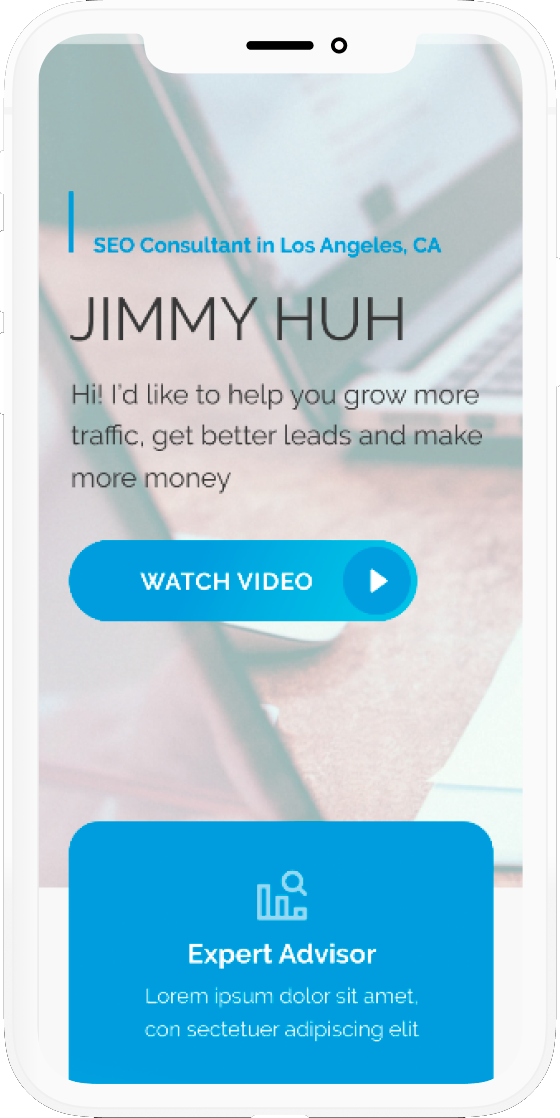 SEO Consultant in Los Angeles, CA
JIMMY HUH
Hi! I'd like to help you grow more
traffic, get better leads and make
more money
WATCH VIDEO
Expert Advisor
Lorem ipsum dolor sit amet,
con sectetuer adipiscing elit